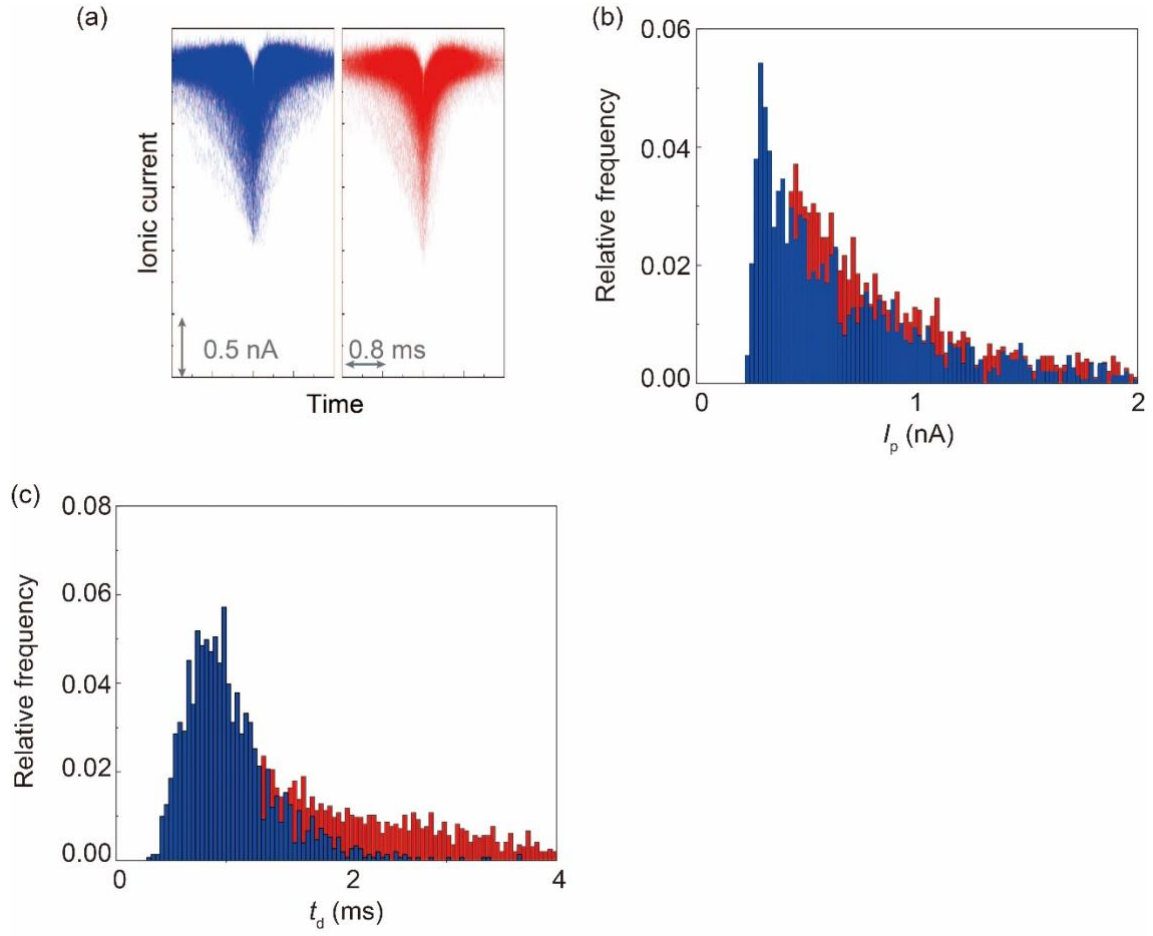 (a)
Ionic current
0.5 nA
0.8 ms
Time
(b)
Relative frequency
0.06
0.04
0.02
0.00
0
1
2
Ip (nA)
(c)
Relative frequency
0.08
0.06
0.04
0.02
0.00
0
2
4
td (ms)